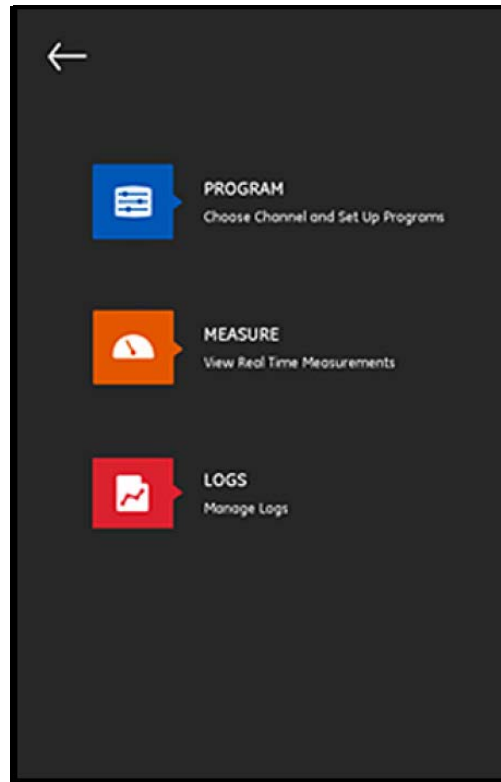 PROGRAM
Choose Channel and Set Up Programs
MEASURE
View Real Time Measurements
LOGS
Manage Logs